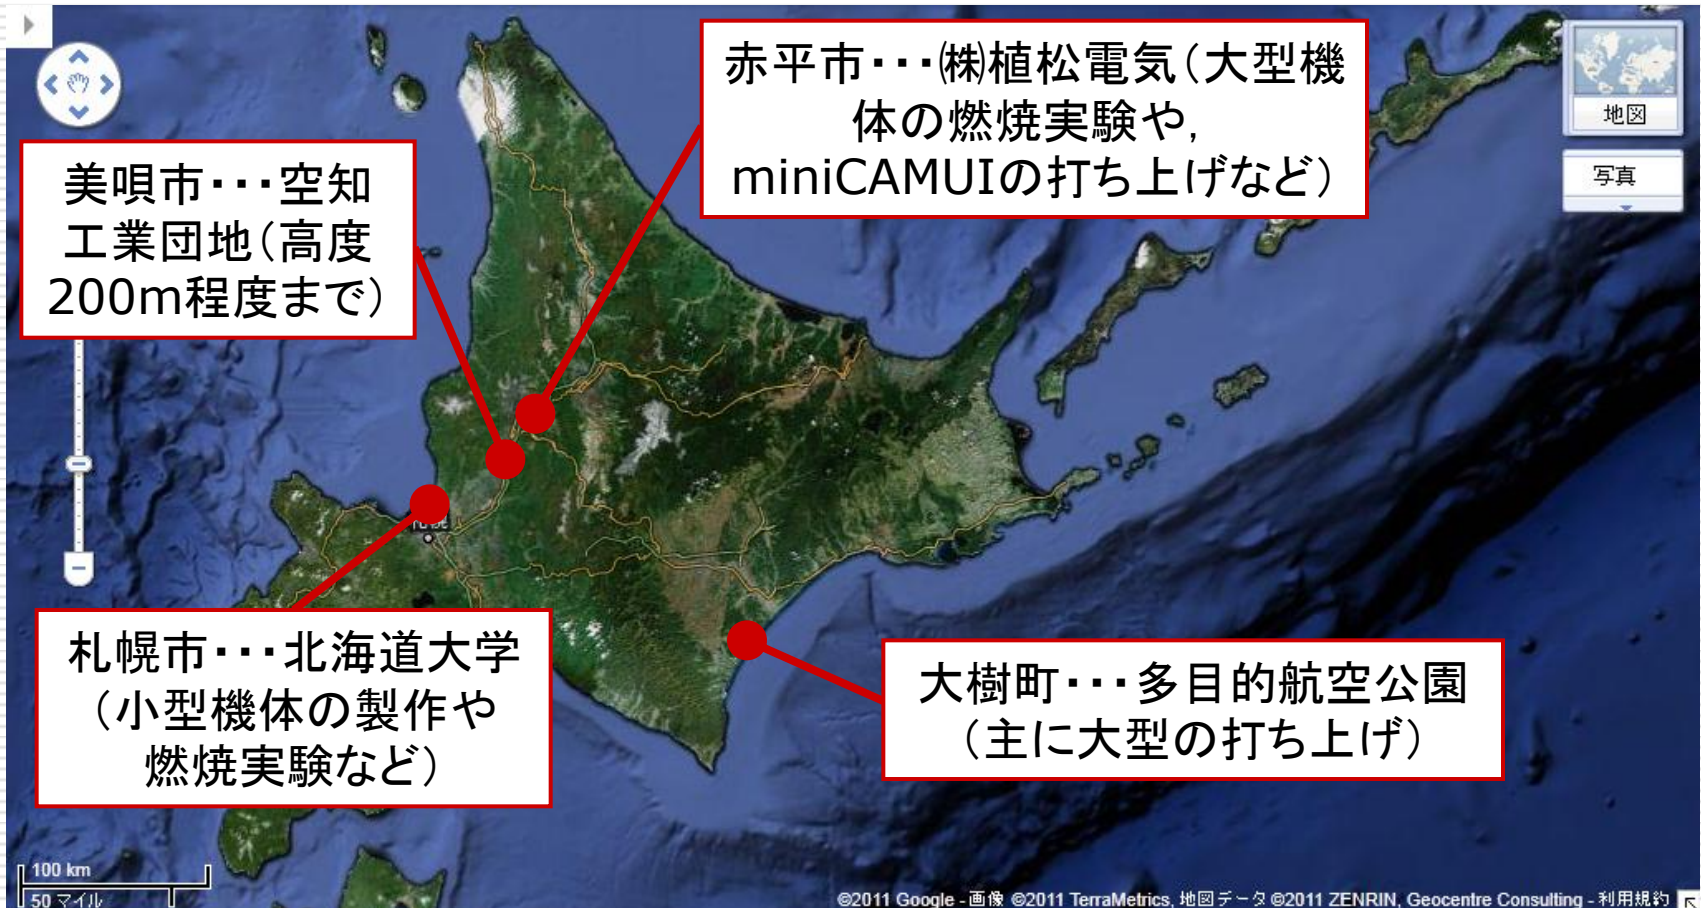 赤平市・・・㈱植松電気（大型機
体の燃焼実験や，
miniCAMUIの打ち上げなど）
地図
写真
美唄市・・・空知
工業団地（高度
200m程度まで）
札幌市・・・北海道大学
（小型機体の製作や
燃焼実験など）
大樹町・・・多目的航空公園
（主に大型の打ち上げ）
100 km
50 マイル
©2011 Google - 画像 ©2011 TerraMetrics, 地図データ ©2011 ZENRIN, Geocentre Consulting - 利用規約